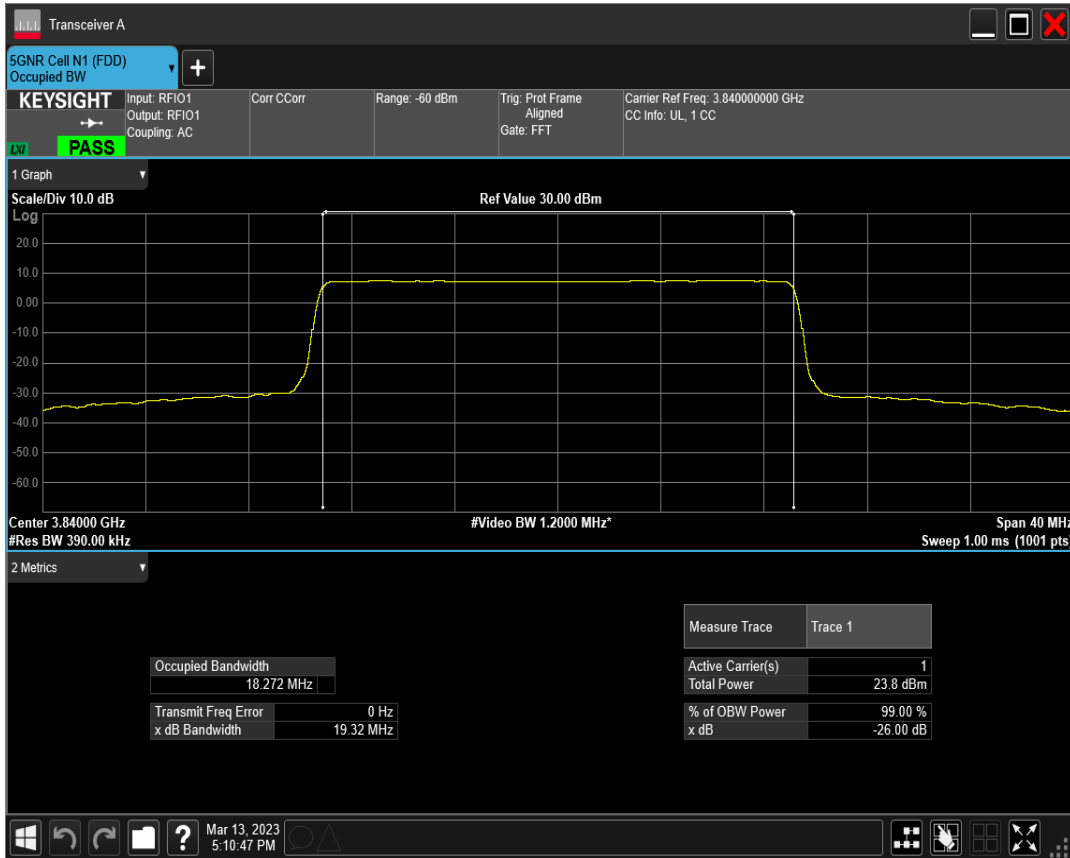 Transceiver A
5GNR Cell N1 (FDD)
Occupied BW
+
KEYSIGHT
LXI
PASS
Input: RFIO1
Output: RFIO1
Coupling: AC
Corr CCorr
Range: -60 dBm
Trig: Prot Frame
Aligned
Gate: FFT
Carrier Ref Freq: 3.840000000 GHz
CC Info: UL, 1 CC
1 Graph
Scale/Div 10.0 dB
Ref Value 30.00 dBm
Log
20.0
10.0
0.00
-10.0
-20.0
-30.0
-40.0
-50.0
-60.0
Center 3.84000 GHz
#Video BW 1.2000 MHz*
Span 40 MHz
#Res BW 390.00 kHz
Sweep 1.00 ms (1001 pts)
2 Metrics
Measure Trace Trace 1
Occupied Bandwidth
18.272 MHz
Active Carrier(s) 1
Total Power 23.8 dBm
Transmit Freq Error 0 Hz
x dB Bandwidth 19.32 MHz
% of OBW Power 99.00 %
x dB -26.00 dB
?
Mar 13, 2023
5:10:47 PM